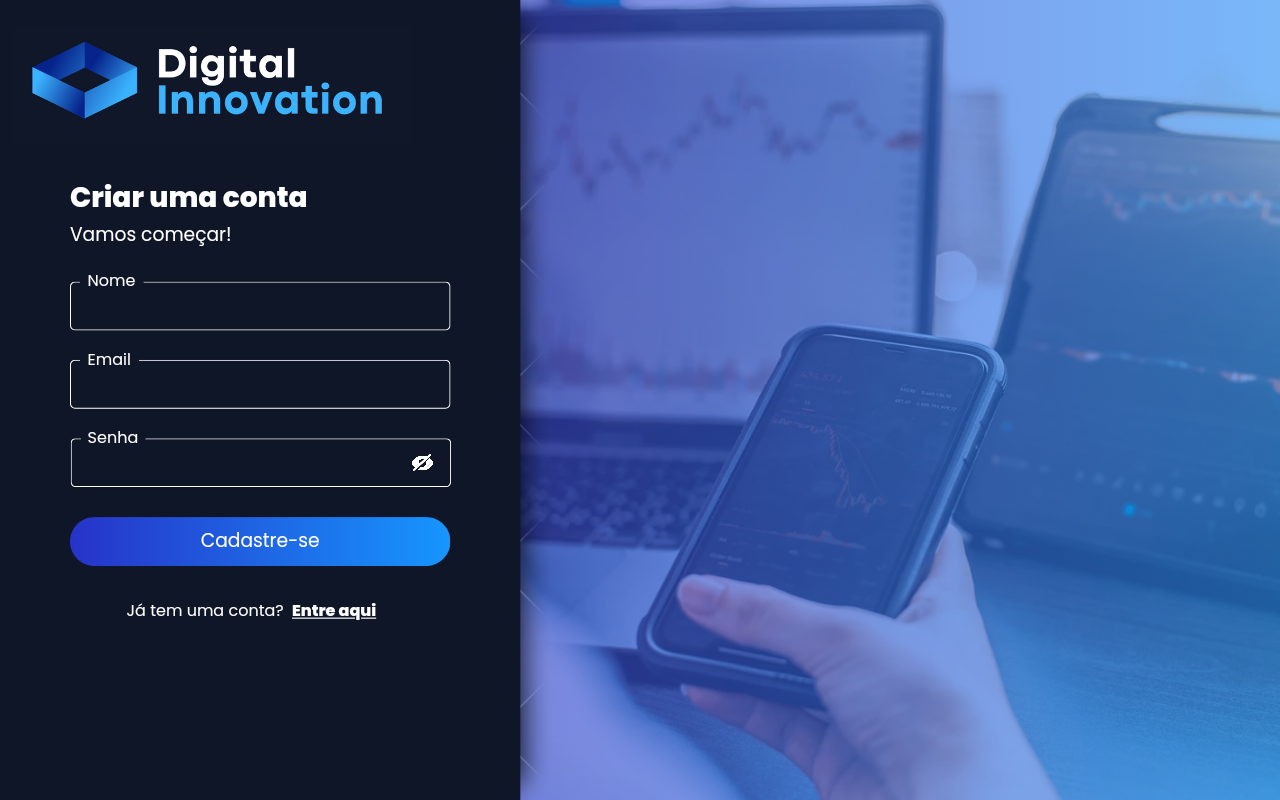 Digital
Innovation
Criar uma conta
Vamos começar!
Nome
Email
Senha
Cadastre-se
Já tem uma conta? Entre aqui